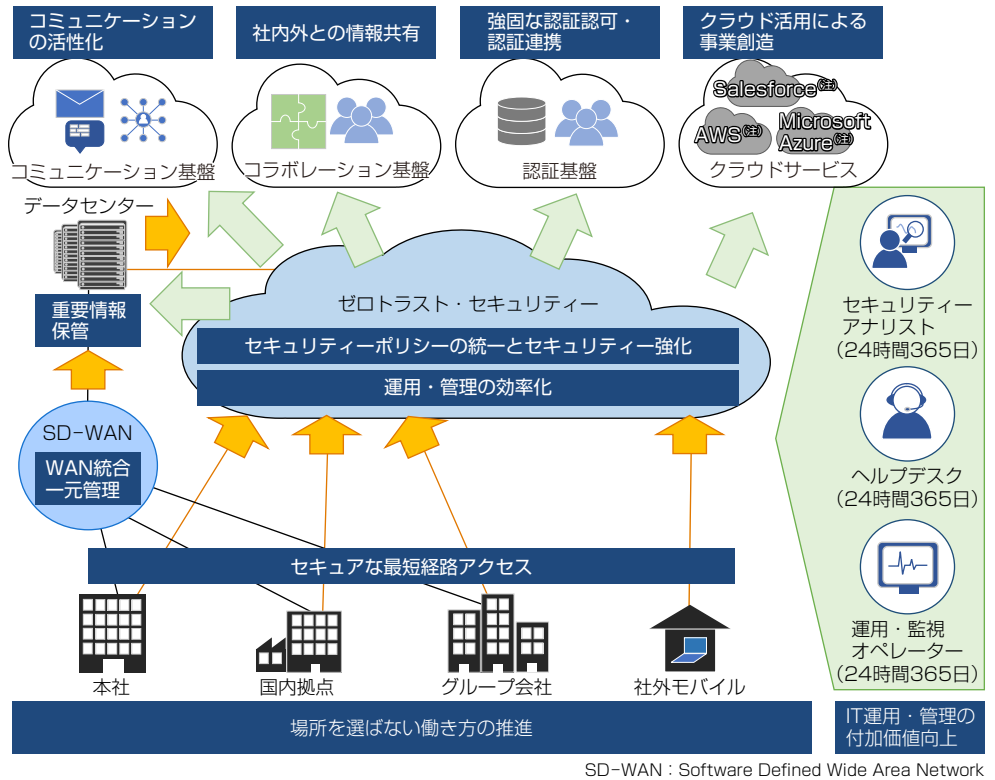 コミュニケーション
の活性化
社内外との情報共有
強固な認証認可・
認証連携
クラウド活用による
事業創造
Salesforce(注)
AWS(注)
Microsoft
Azure(注)
コミュニケーション基盤
コラボレーション基盤
認証基盤
クラウドサービス
データセンター
重要情報
保管
ゼロトラスト・セキュリティー
セキュリティーポリシーの統一とセキュリティー強化
運用・管理の効率化
SD-WAN
WAN統合
一元管理
セキュアな最短経路アクセス
本社
国内拠点
グループ会社
社外モバイル
場所を選ばない働き方の推進
セキュリティー
アナリスト
(24時間365日)
ヘルプデスク
(24時間365日)
運用・監視
オペレーター
(24時間365日)
IT運用・管理の
付加価値向上
SD-WAN:Software Defined Wide Area Network